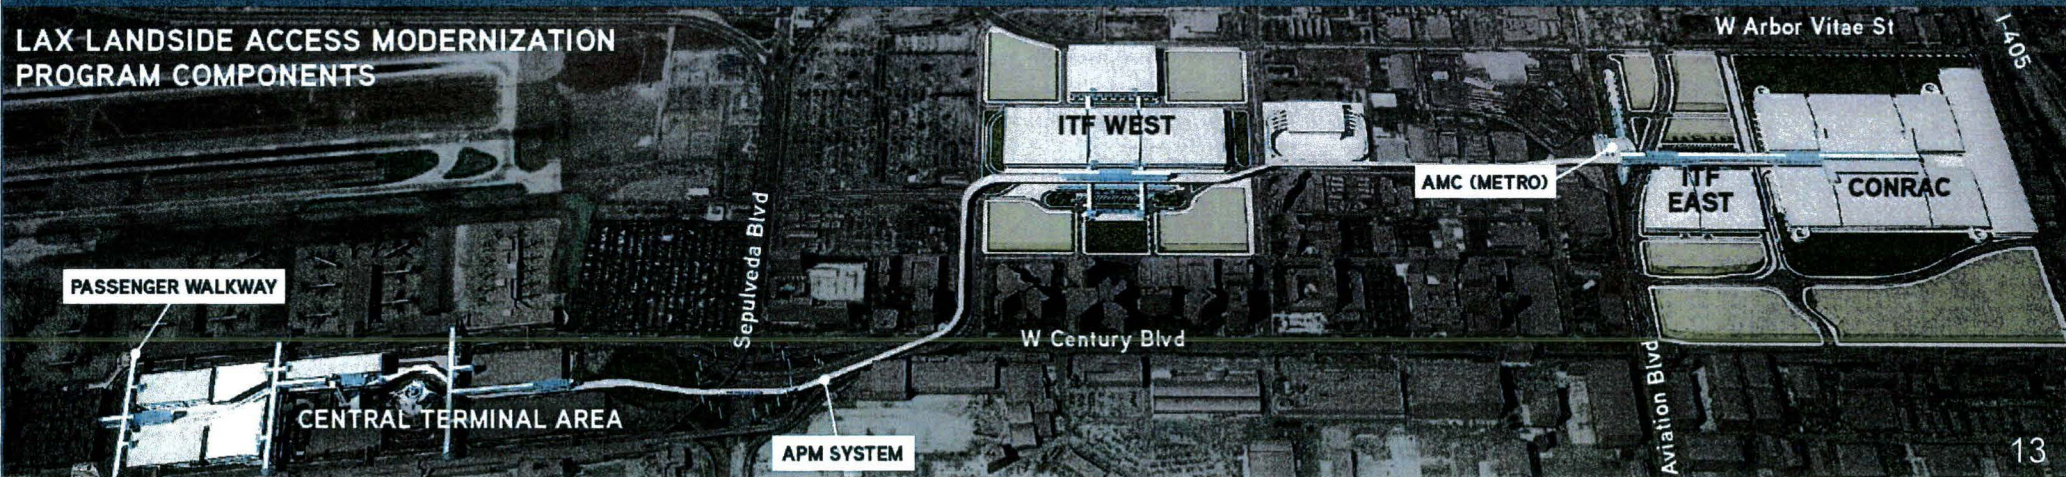 LAX LANDSIDE ACCESS MODERNIZATION
PROGRAM COMPONENTS
W Arbor Vitae St
I-405
ITF WEST
AMC (METRO)
ITF
EAST
CONRAC
Sepulveda Blvd
PASSENGER WALKWAY
W Century Blvd
CENTRAL TERMINAL AREA
APM SYSTEM
Aviation Blvd
13